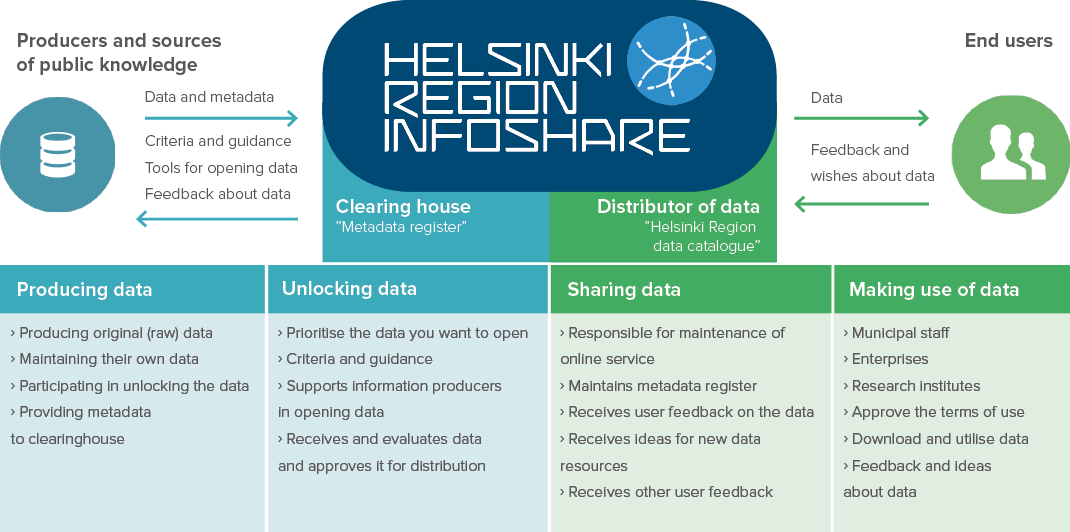 Producers and sources
of public knowledge
Data and metadata
Criteria and guidance
Tools for opening data
Feedback about data
HELSINKI
REGION
INFOSHARE
Clearing house
”Metadata register”
Distributor of data
”Helsinki Region
data catalogue”
End users
Data
Feedback and
wishes about data
Producing data
› Producing original (raw) data
› Maintaining their own data
› Participating in unlocking the data
› Providing metadata
to clearinghouse
Unlocking data
› Prioritise the data you want to open
› Criteria and guidance
› Supports information producers
in opening data
› Receives and evaluates data
and approves it for distribution
Sharing data
› Responsible for maintenance of
online service
› Maintains metadata register
› Receives user feedback on the data
› Receives ideas for new data
resources
› Receives other user feedback
Making use of data
› Municipal staff
› Enterprises
› Research institutes
› Approve the terms of use
› Download and utilise data
› Feedback and ideas
about data